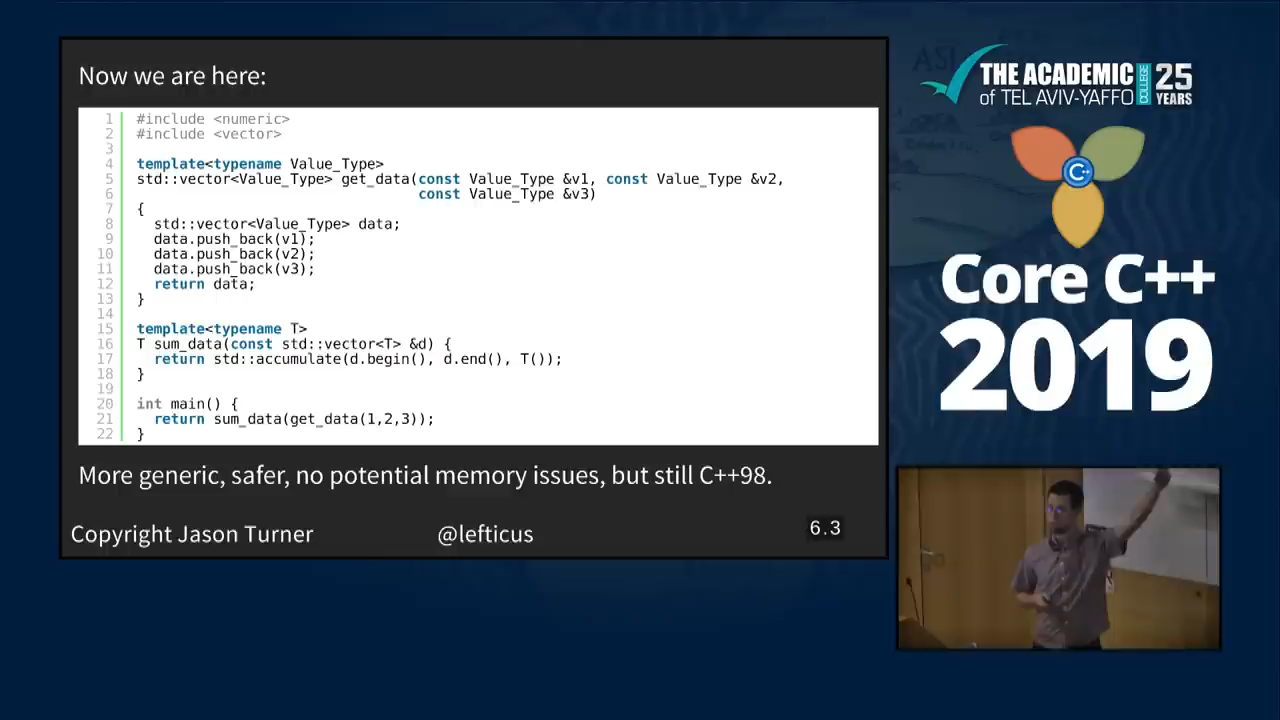 Now we are here:
1 #include <numeric>
2 #include <vector>
3
4 template<typename Value_Type>
5 std::vector<Value_Type> get_data(const Value_Type &v1, const Value_Type &v2,
6 const Value_Type &v3)
7 {
8 std::vector<Value_Type> data;
9 data.push_back(v1);
10 data.push_back(v2);
11 data.push_back(v3);
12 return data;
13 }
14
15 template<typename T>
16 T sum_data(const std::vector<T> &d) {
17 return std::accumulate(d.begin(), d.end(), T());
18 }
19
20 int main() {
21 return sum_data(get_data(1,2,3));
22 }
More generic, safer, no potential memory issues, but still C++98.
Copyright Jason Turner @lefticus 6.3
THE ACADEMIC COLLEGE 25
of TEL AVIV-YAFFO YEARS
C++
Core C++
2019